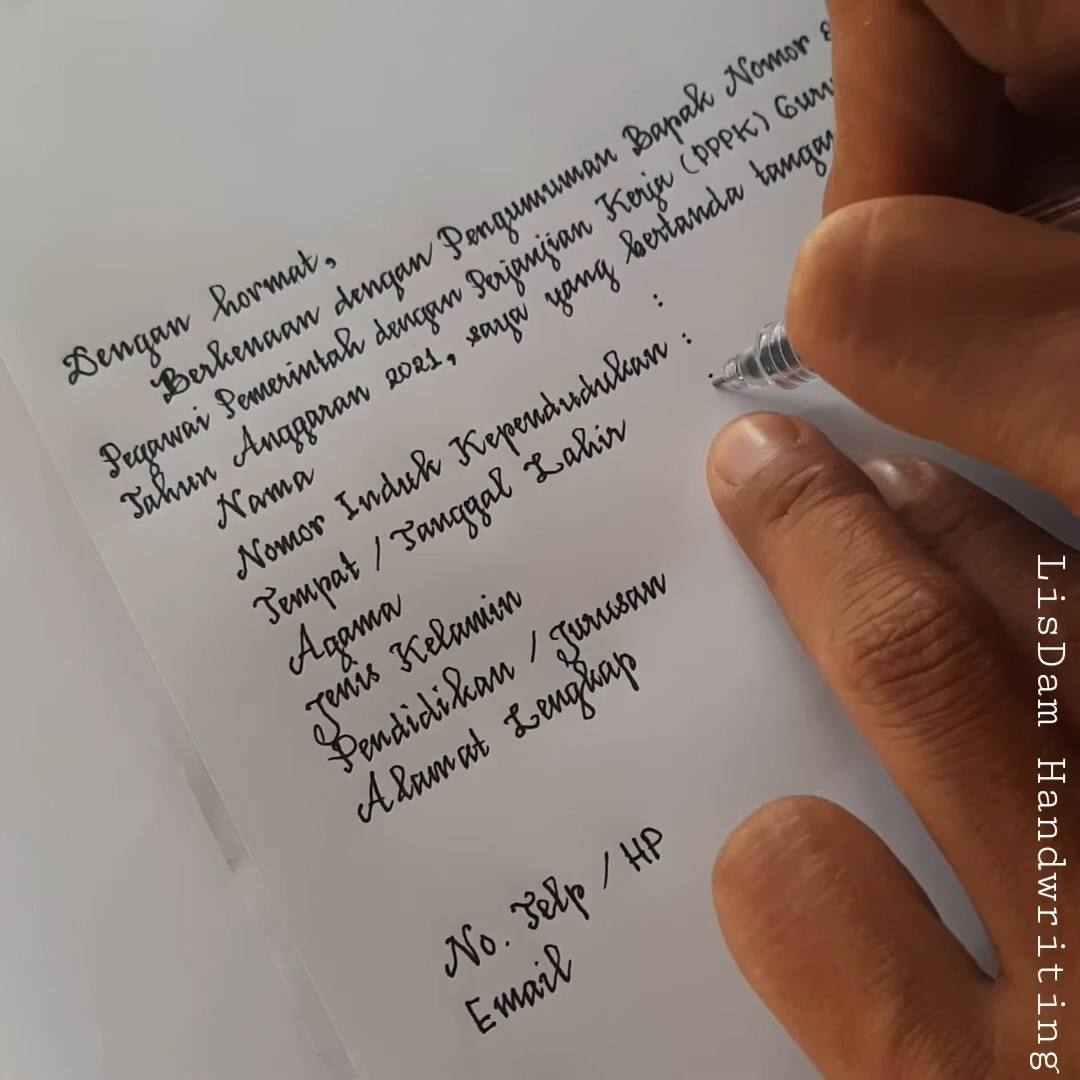 Dengan hormat,
Berkenaan dengan Pengumuman Bapak Nomor
Pegawai Pemerintah dengan Perjanjian Kerja (PPPK) Guru
Tahun Anggaran 2021, saya yang bertanda tangan
Nama :
Nomor Induk Kependudukan :
Tempat / Tanggal Lahir
Agama
Jenis Kelamin
Pendidikan / Jurusan
Alamat Lengkap
No. Telp / HP
Email
LisDam Handwriting